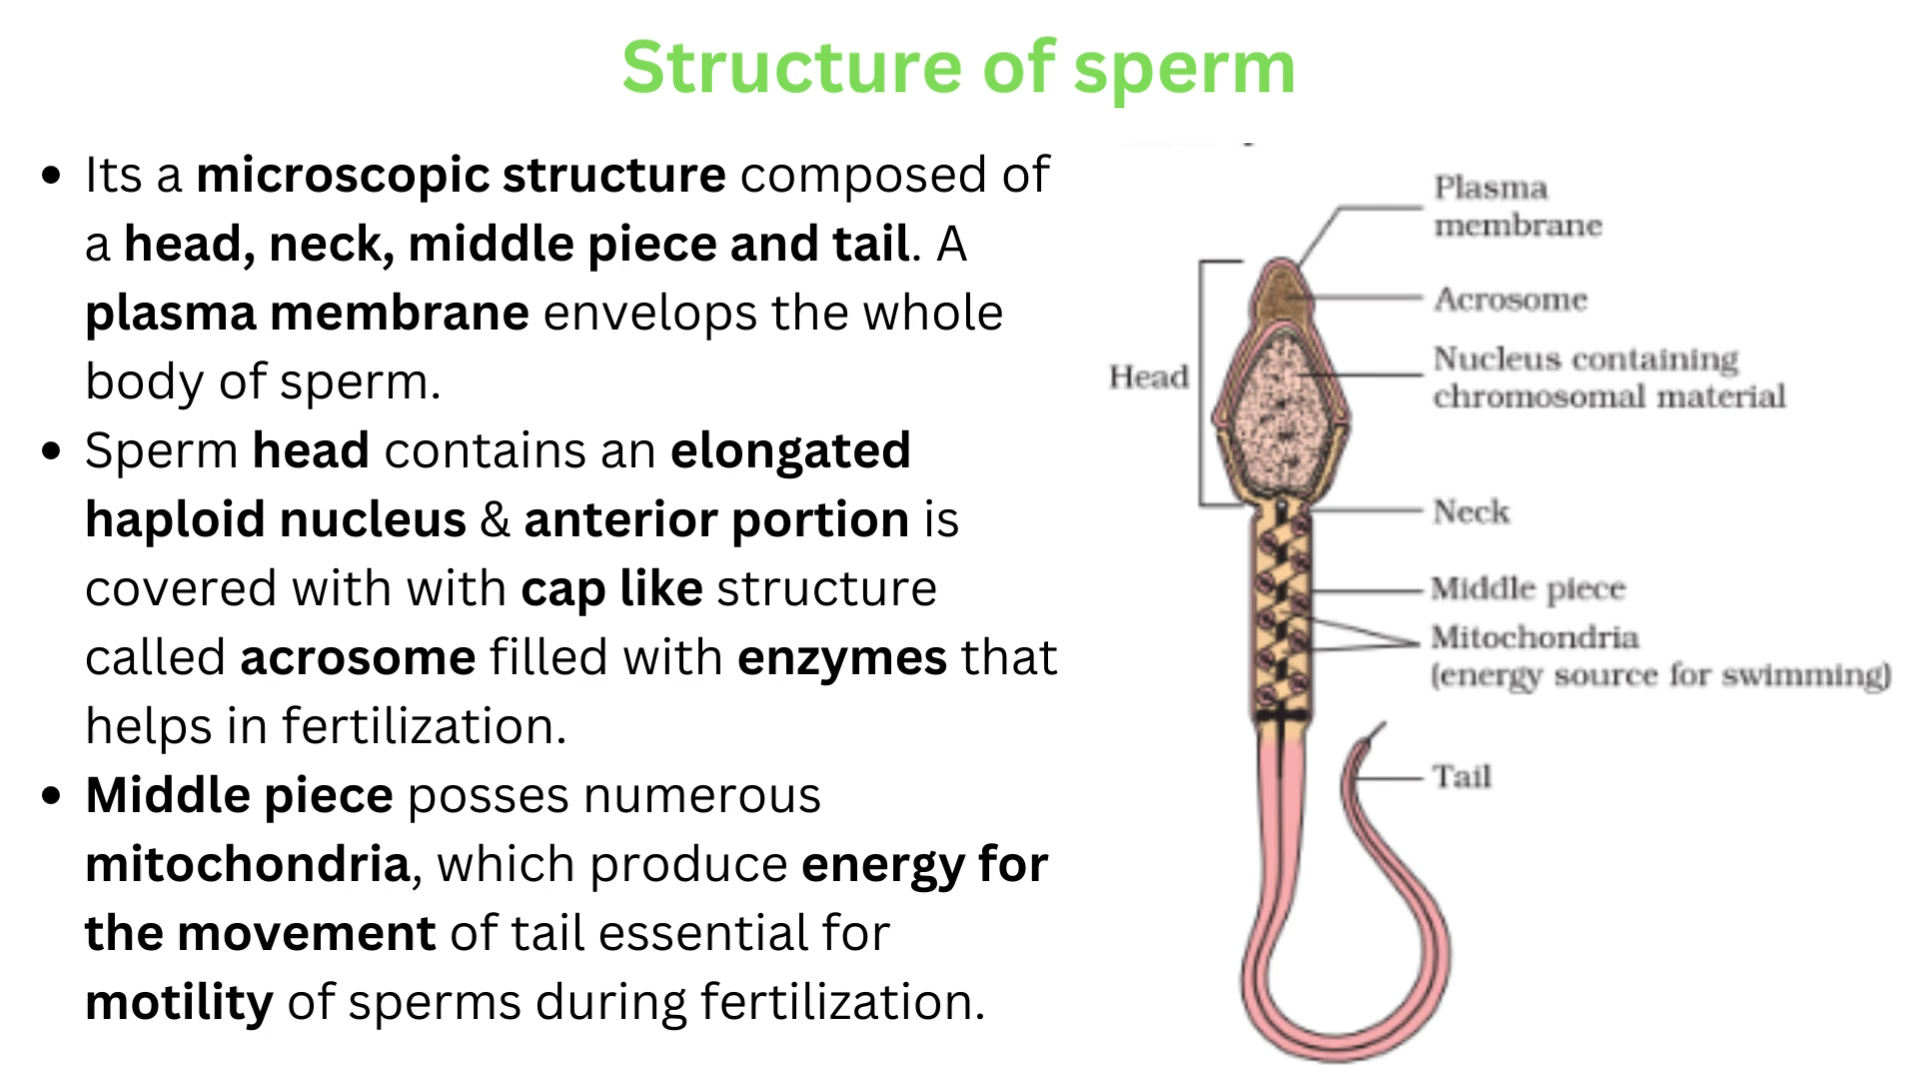 Structure of sperm
• Its a microscopic structure composed of
a head, neck, middle piece and tail. A
plasma membrane envelops the whole
body of sperm.
• Sperm head contains an elongated
haploid nucleus & anterior portion is
covered with with cap like structure
called acrosome filled with enzymes that
helps in fertilization.
• Middle piece posses numerous
mitochondria, which produce energy for
the movement of tail essential for
motility of sperms during fertilization.
Plasma
membrane
Acrosome
Head
Nucleus containing
chromosomal material
Neck
Middle piece
Mitochondria
(energy source for swimming)
Tail